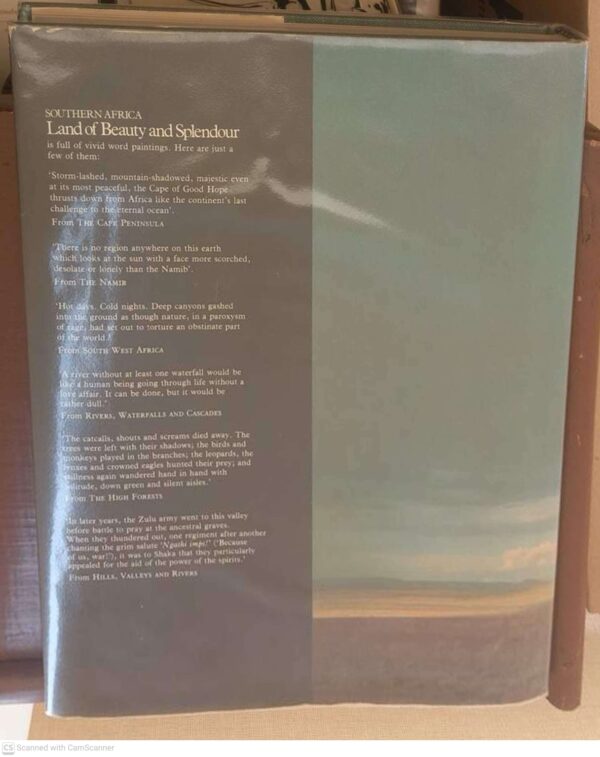 SOUTHERN AFRICA
Land of Beauty and Splendour
is full of vivid word paintings. Here are just a
few of them:
'Storm-lashed, mountain-shadowed, majestic even
at its most peaceful, the Cape of Good Hope
thrusts down from Africa like the continent's last
challenge to the eternal ocean'.
From THE CAPE PENINSULA
'There is no region anywhere on this earth
which looks at the sun with a face more scorched,
desolate or lonely than the Namib'.
From THE NAMIB
'Hot days. Cold nights. Deep canyons gashed
into the ground as though nature, in a paroxysm
of rage, had set out to torture an obstinate part
of the world.'
From SOUTH WEST AFRICA
'A river without at least one waterfall would be
like a human being going through life without a
love affair. It can be done, but it would be
rather dull.'
From RIVERS, WATERFALLS AND CASCADES
'The catcalls, shouts and screams died away. The
trees were left with their shadows; the birds and
monkeys played in the branches; the leopards, the
and crowned eagles hunted their prey; and
stillness again wandered hand in hand with
solitude, down green and silent aisles.'
From THE HIGH FORESTS
'In later years, the Zulu army went to this valley
before battle to pray at the ancestral graves.
When they thundered out, one regiment after another
chanting the grim salute 'Ngathi impi!' ('Because
of us, war!'), it was to Shaka that they particularly
appealed for the aid of the power of the spirits.'
From HILLS, VALLEYS AND RIVERS
CS Scanned with CamScanner